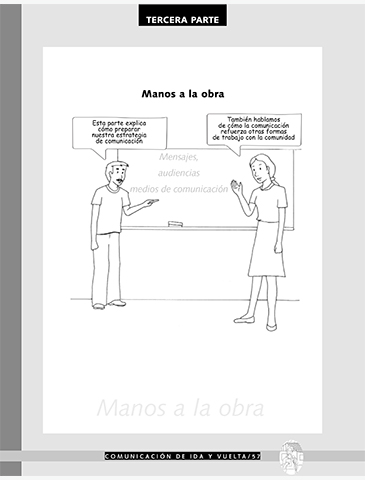 TERCERA PARTE
Manos a la obra
Esta parte explica
cómo preparar
nuestra estrategia
de comunicación
También hablamos
de cómo la comunicación
refuerza otras formas
de trabajo con la comunidad
Mensajes,
audiencias
medios de comunicación
Manos a la obra
COMUNICACIÓN DE IDA Y VUELTA/57